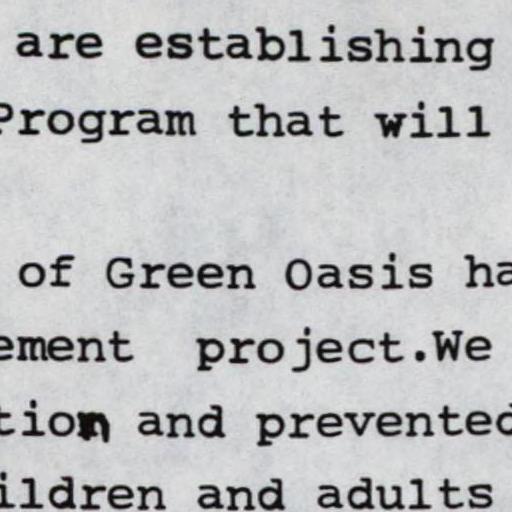 are establishing
Program that will
of Green Oasis ha
ement project.We
tion and prevented
ildren and adults